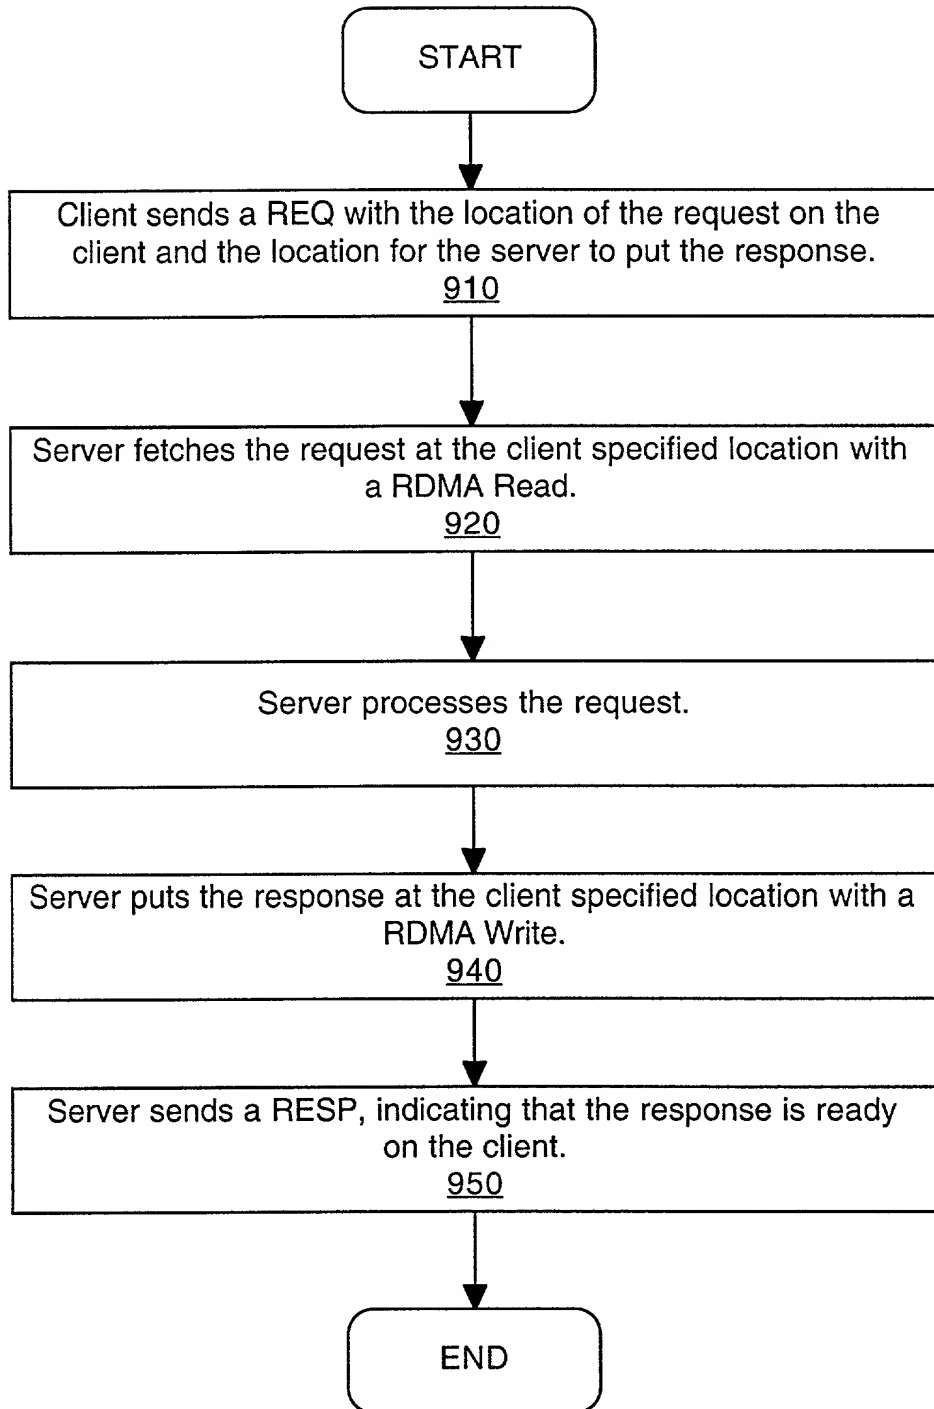 START
Client sends a REQ with the location of the request on the
client and the location for the server to put the response.
910
Server fetches the request at the client specified location with
a RDMA Read.
920
Server processes the request.
930
Server puts the response at the client specified location with a
RDMA Write.
940
Server sends a RESP, indicating that the response is ready
on the client.
950
END